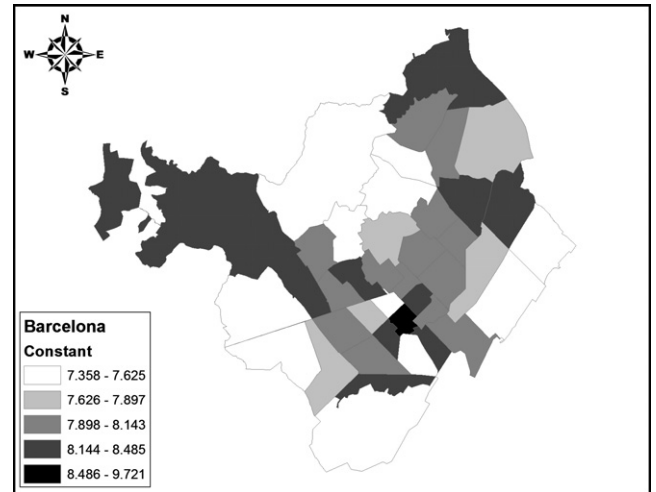 N
W E
S
Barcelona
Constant
7.358 - 7.625
7.626 - 7.897
7.898 - 8.143
8.144 - 8.485
8.486 - 9.721